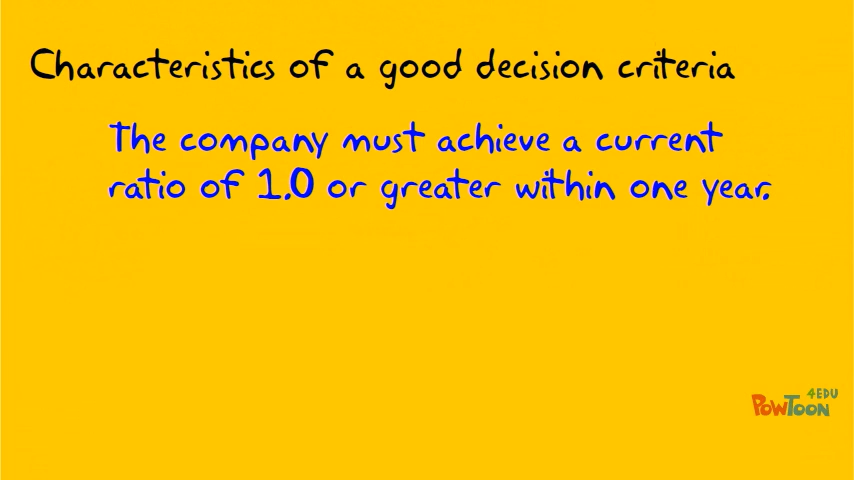 Characteristics of a good decision criteria
The company must achieve a current
ratio of 1.0 or greater within one year.
4EDU
PowToon